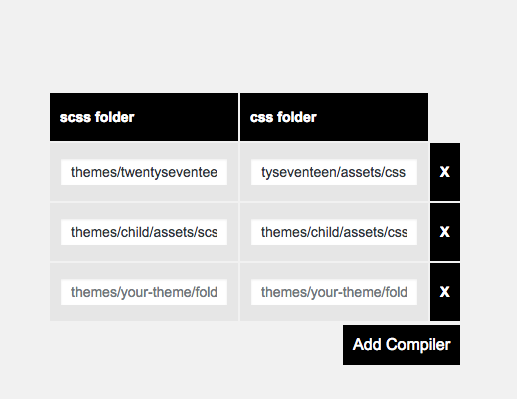 scss folder css folder
themes/twentyseventee tyseventeen/assets/css x
themes/child/assets/scs themes/child/assets/css x
themes/your-theme/fold themes/your-theme/fold x
Add Compiler